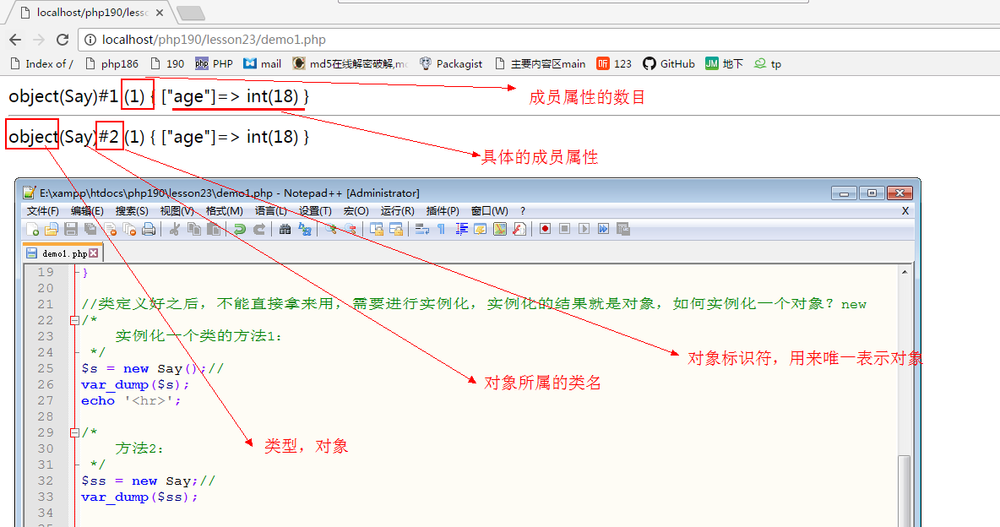 localhost/php190/less
localhost/php190/lesson23/demo1.php
Index of / php186 190 PHP mail md5在线解密破解,mc Packagist 主要内容区main 123 GitHub 地下 tp
object(Say)#1 (1) { ["age"]=> int(18) }
成员属性的数目
object(Say)#2 (1) { ["age"]=> int(18) }
具体的成员属性
E:\xampp\htdocs\php190\lesson23\demo1.php - Notepad++ [Administrator]
文件(F) 编辑(E) 搜索(S) 视图(V) 格式(M) 语言(L) 设置(T) 宏(O) 运行(R) 插件(P) 窗口(W) ? X
demo1.php
19 }
20
21 //类定义好之后，不能直接拿来用，需要进行实例化，实例化的结果就是对象，如何实例化一个对象？new
22 /*
23 实例化一个类的方法1：
24 */
25 $s = new Say();//
26 var_dump($s);
27 echo '<hr>';
28
29 /*
30 方法2：
31 */
32 $ss = new Say;//
33 var_dump($ss);
34
对象标识符，用来唯一表示对象
对象所属的类名
类型，对象